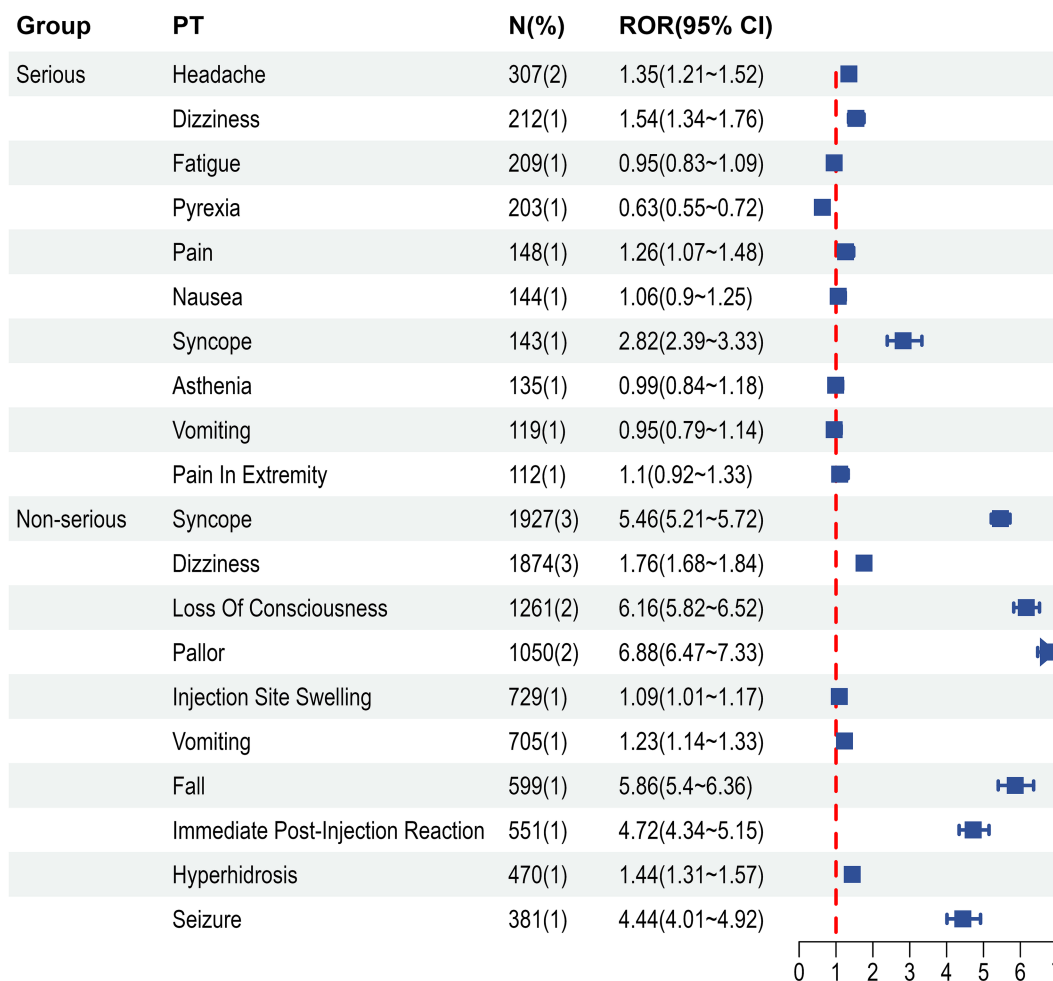 Group PT N(%) ROR(95% CI)
Serious Headache 307(2) 1.35(1.21~1.52)
Dizziness 212(1) 1.54(1.34~1.76)
Fatigue 209(1) 0.95(0.83~1.09)
Pyrexia 203(1) 0.63(0.55~0.72)
Pain 148(1) 1.26(1.07~1.48)
Nausea 144(1) 1.06(0.9~1.25)
Syncope 143(1) 2.82(2.39~3.33)
Asthenia 135(1) 0.99(0.84~1.18)
Vomiting 119(1) 0.95(0.79~1.14)
Pain In Extremity 112(1) 1.1(0.92~1.33)
Non-serious Syncope 1927(3) 5.46(5.21~5.72)
Dizziness 1874(3) 1.76(1.68~1.84)
Loss Of Consciousness 1261(2) 6.16(5.82~6.52)
Pallor 1050(2) 6.88(6.47~7.33)
Injection Site Swelling 729(1) 1.09(1.01~1.17)
Vomiting 705(1) 1.23(1.14~1.33)
Fall 599(1) 5.86(5.4~6.36)
Immediate Post-Injection Reaction 551(1) 4.72(4.34~5.15)
Hyperhidrosis 470(1) 1.44(1.31~1.57)
Seizure 381(1) 4.44(4.01~4.92)
0 1 2 3 4 5 6